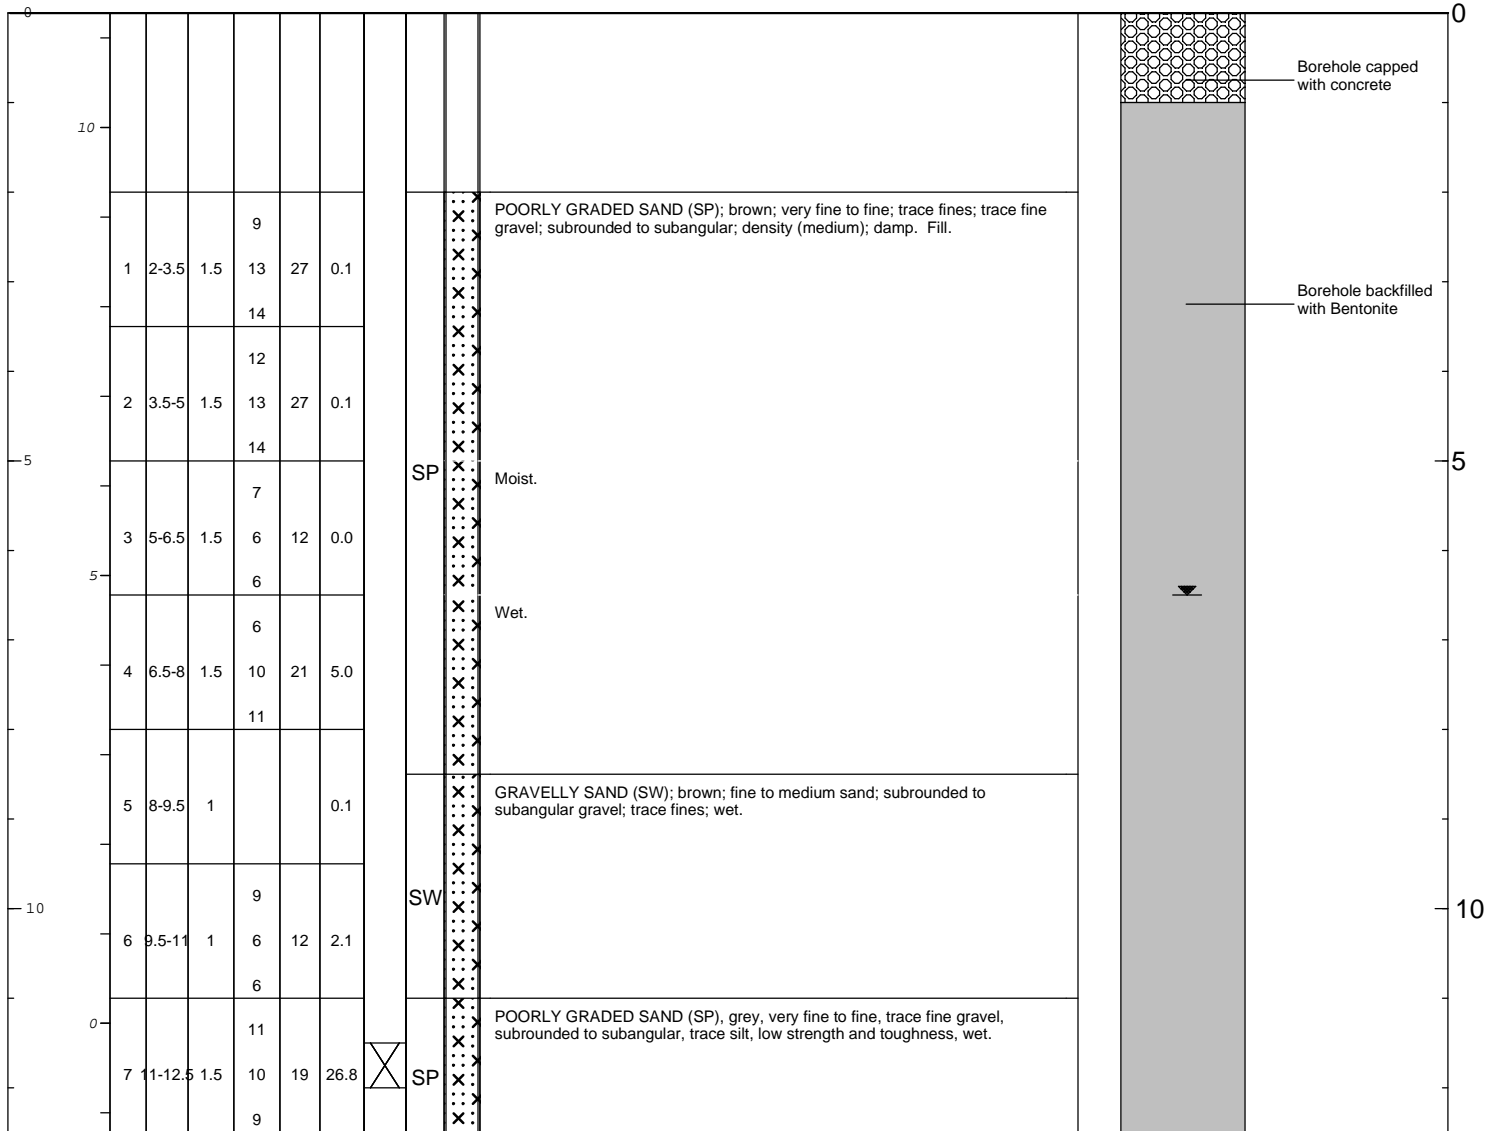 0
0
Borehole capped
with concrete
10
POORLY GRADED SAND (SP); brown; very fine to fine; trace fines; trace fine
gravel; subrounded to subangular; density (medium); damp. Fill.
9
1 2-3.5 1.5 13 27 0.1
14
Borehole backfilled
with Bentonite
12
2 3.5-5 1.5 13 27 0.1
14
5
SP
Moist.
5
7
3 5-6.5 1.5 6 12 0.0
6
5
Wet.
6
4 6.5-8 1.5 10 21 5.0
11
GRAVELLY SAND (SW); brown; fine to medium sand; subrounded to
subangular gravel; trace fines; wet.
5 8-9.5 1 0.1
9
SW
10
10
6 9.5-11 1 6 12 2.1
6
POORLY GRADED SAND (SP), grey, very fine to fine, trace fine gravel,
subrounded to subangular, trace silt, low strength and toughness, wet.
0
11
7 11-12.5 1.5 10 19 26.8 SP
9